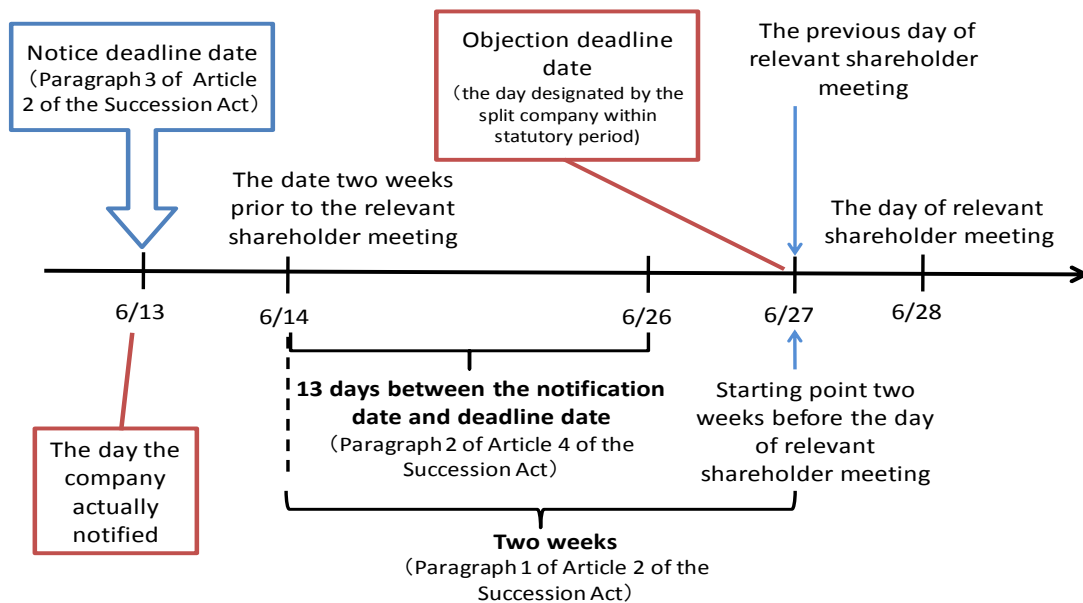 Notice deadline date
（Paragraph 3 of Article
2 of the Succession Act）
Objection deadline
date
（the day designated by the
split company within
statutory period)
The previous day of
relevant shareholder
meeting
The date two weeks
prior to the relevant
shareholder meeting
The day of relevant
shareholder meeting
6/13
6/14
6/26
6/27
6/28
13 days between the notification
date and deadline date
（Paragraph 2 of Article 4 of the
Succession Act）
Starting point two
weeks before the day
of relevant
shareholder meeting
The day the
company
actually
notified
Two weeks
（Paragraph 1 of Article 2 of the
Succession Act）